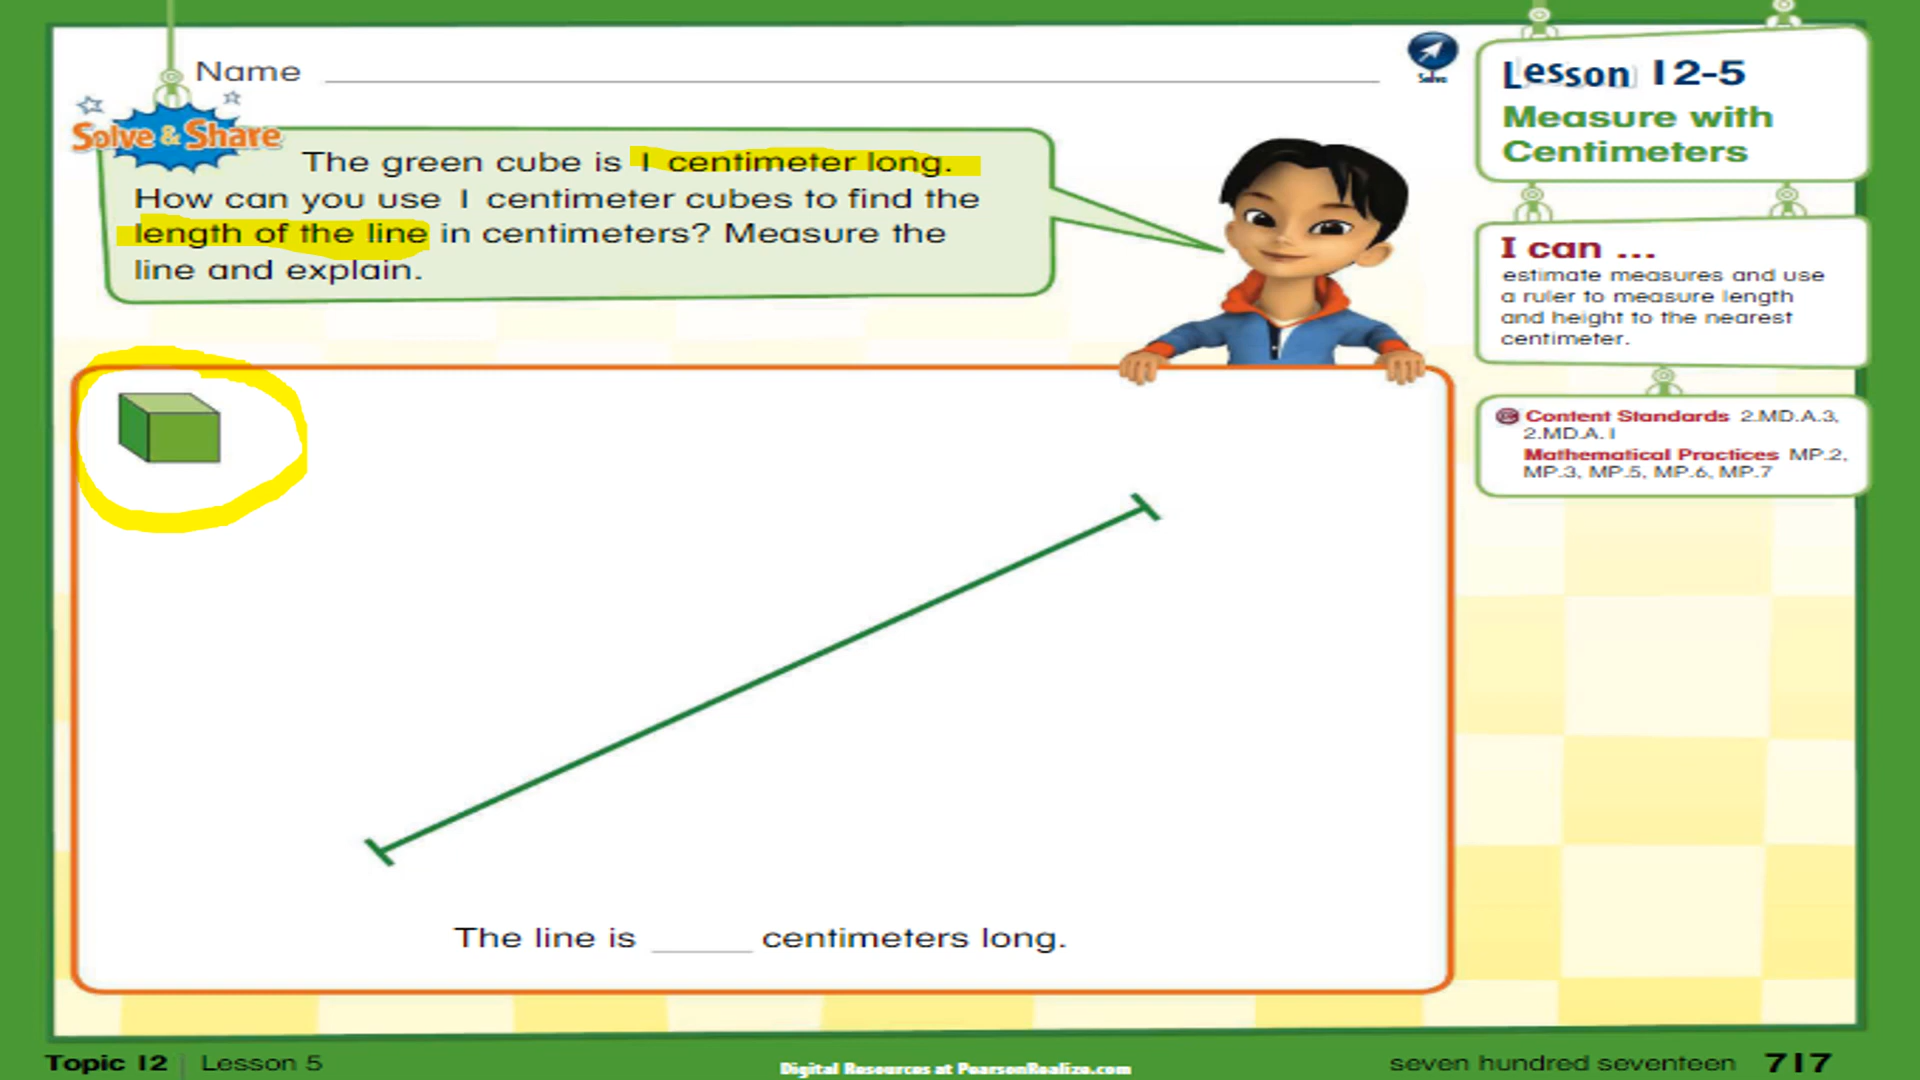 Name
Solve
Lesson 12-5
Measure with
Centimeters
Solve & Share
The green cube is 1 centimeter long.
How can you use 1 centimeter cubes to find the
length of the line in centimeters? Measure the
line and explain.
I can ...
estimate measures and use
a ruler to measure length
and height to the nearest
centimeter.
Content Standards 2.MD.A.3,
2.MD.A.1
Mathematical Practices MP.2,
MP.3, MP.5, MP.6, MP.7
The line is _____ centimeters long.
Topic 12 | Lesson 5
Digital Resources at PearsonRealize.com
seven hundred seventeen 717